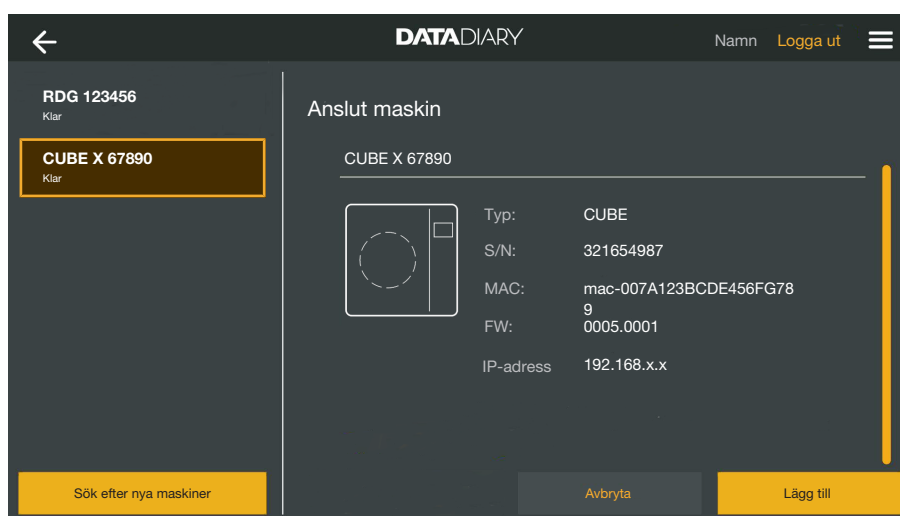 DATADIARY
Namn Logga ut
RDG 123456
Klar
CUBE X 67890
Klar
Sök efter nya maskiner
Anslut maskin
CUBE X 67890
Typ: CUBE
S/N: 321654987
MAC: mac-007A123BCDE456FG78
9
FW: 0005.0001
IP-adress 192.168.x.x
Avbryta Lägg till